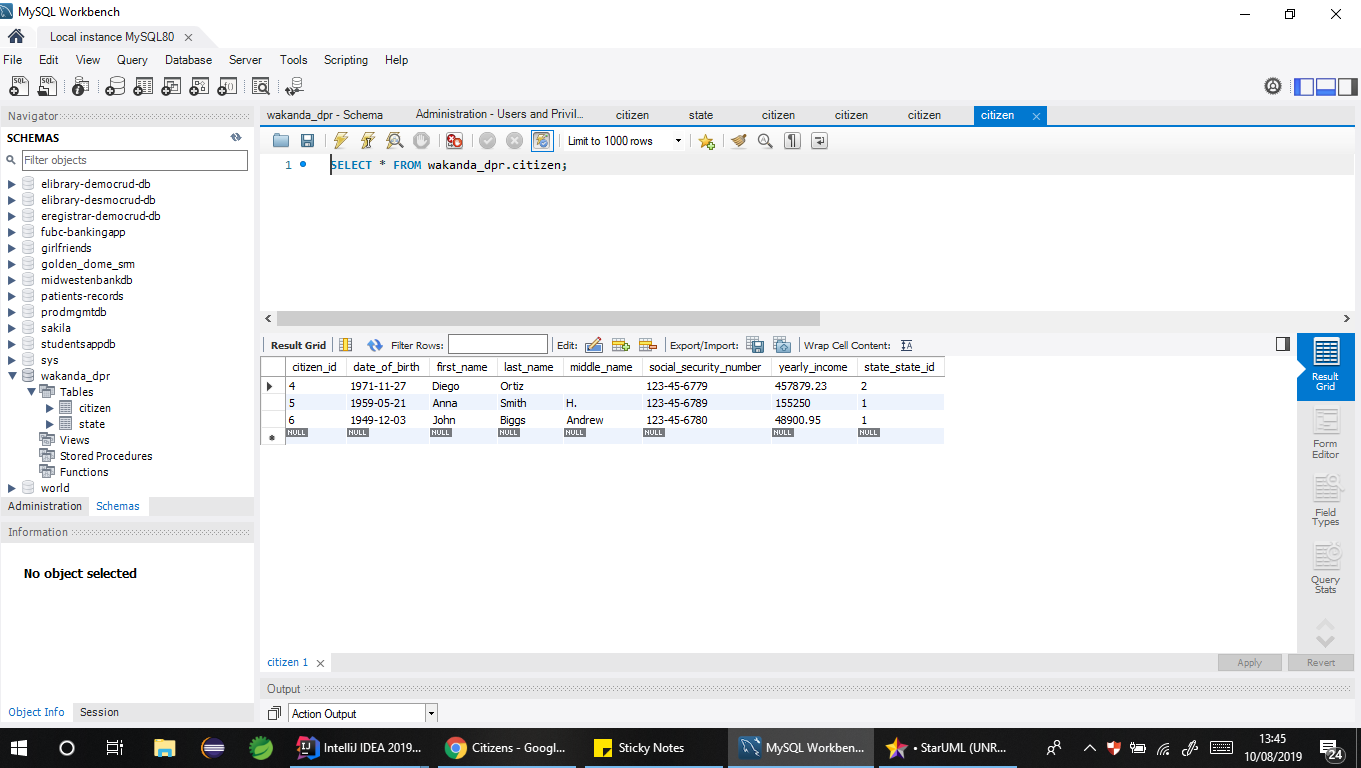 MySQL Workbench
Local instance MySQL80
File Edit View Query Database Server Tools Scripting Help
Navigator
SCHEMAS
Filter objects
elibrary-democrud-db
elibrary-desmocrud-db
eregistrar-democrud-db
fubc-bankingapp
girlfriends
golden_dome_srm
midwestenbankdb
patients-records
prodmgmtdb
sakila
studentsappdb
sys
wakanda_dpr
Tables
citizen
state
Views
Stored Procedures
Functions
world
Administration Schemas
Information
No object selected
Object Info Session
wakanda_dpr - Schema Administration - Users and Privil... citizen state citizen citizen citizen citizen
Limit to 1000 rows
1 SELECT * FROM wakanda_dpr.citizen;
Result Grid Filter Rows: Edit: Export/Import: Wrap Cell Content:
citizen_id date_of_birth first_name last_name middle_name social_security_number yearly_income state_state_id
4 1971-11-27 Diego Ortiz 123-45-6779 457879.23 2
5 1959-05-21 Anna Smith H. 123-45-6789 155250 1
6 1949-12-03 John Biggs Andrew 123-45-6780 48900.95 1
NULL NULL NULL NULL NULL NULL NULL NULL
Result
Grid
Form
Editor
Field
Types
Query
Stats
citizen 1
Apply Revert
Output
Action Output
IntelliJ IDEA 2019... Citizens - Googl... Sticky Notes MySQL Workben... • StarUML (UNR...
13:45
10/08/2019
24